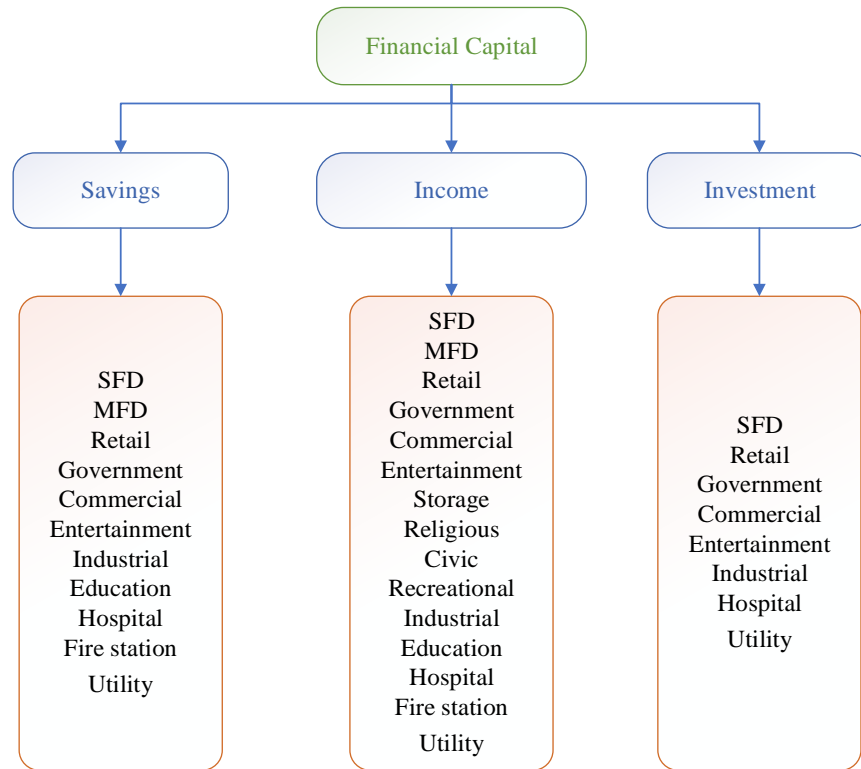 Financial Capital
Savings
Income
Investment
SFD
MFD
Retail
Government
Commercial
Entertainment
Industrial
Education
Hospital
Fire station
Utility
SFD
MFD
Retail
Government
Commercial
Entertainment
Storage
Religious
Civic
Recreational
Industrial
Education
Hospital
Fire station
Utility
SFD
Retail
Government
Commercial
Entertainment
Industrial
Hospital
Utility